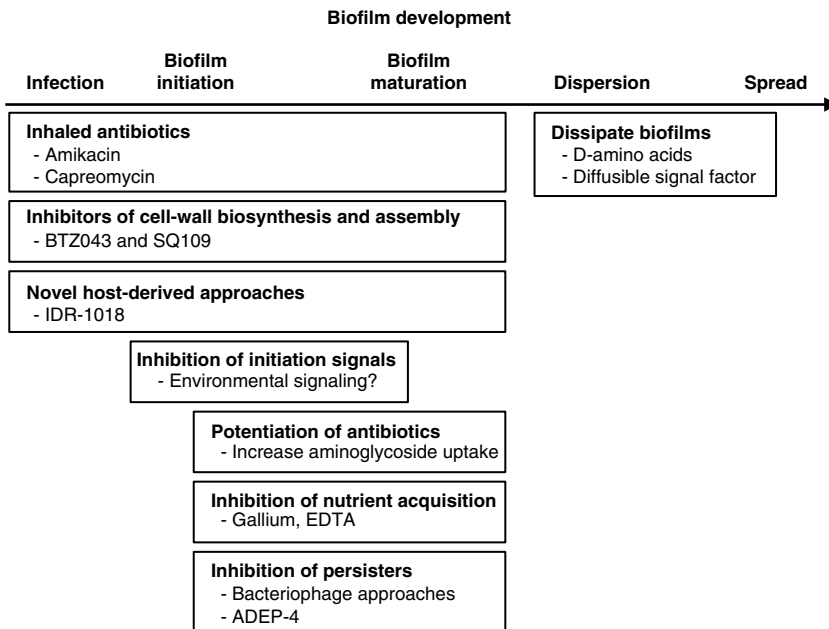 Biofilm development
Infection
Biofilm
initiation
Biofilm
maturation
Dispersion
Spread
Inhaled antibiotics
- Amikacin
- Capreomycin
Dissipate biofilms
- D-amino acids
- Diffusible signal factor
Inhibitors of cell-wall biosynthesis and assembly
- BTZ043 and SQ109
Novel host-derived approaches
- IDR-1018
Inhibition of initiation signals
- Environmental signaling?
Potentiation of antibiotics
- Increase aminoglycoside uptake
Inhibition of nutrient acquisition
- Gallium, EDTA
Inhibition of persisters
- Bacteriophage approaches
- ADEP-4